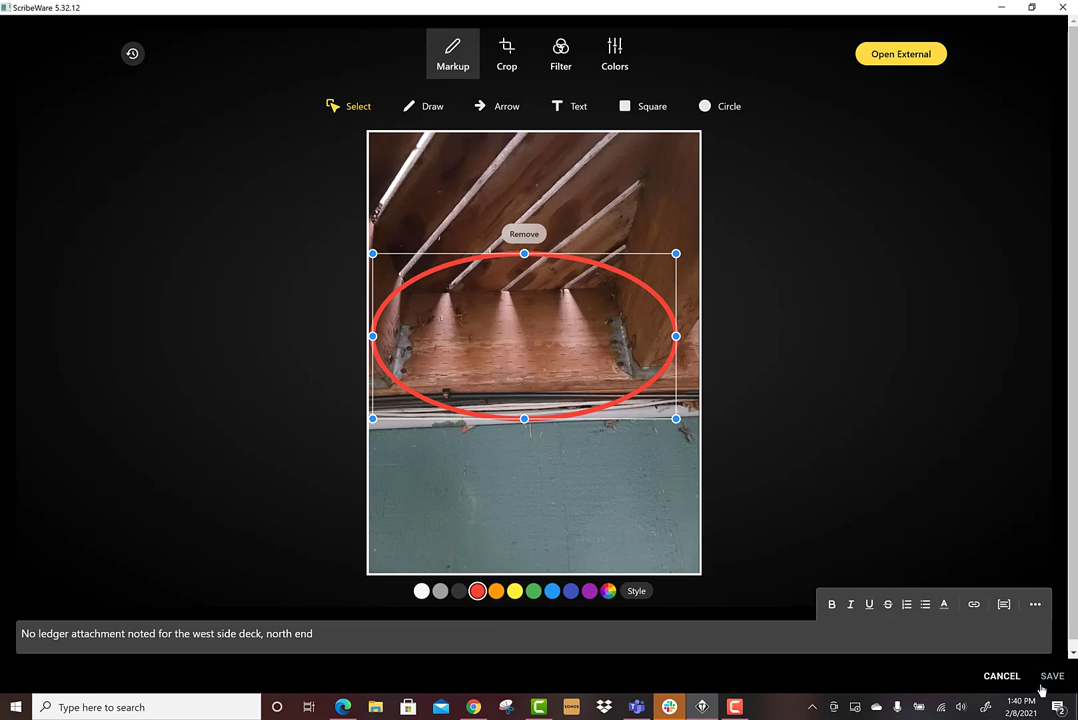 ScribeWare 5.32.12
Markup
Crop
Filter
Colors
Open External
Select
Draw
Arrow
Text
Square
Circle
Remove
Style
B I U S A
No ledger attachment noted for the west side deck, north end
CANCEL SAVE
Type here to search
SONOS
1:40 PM
2/8/2021
2